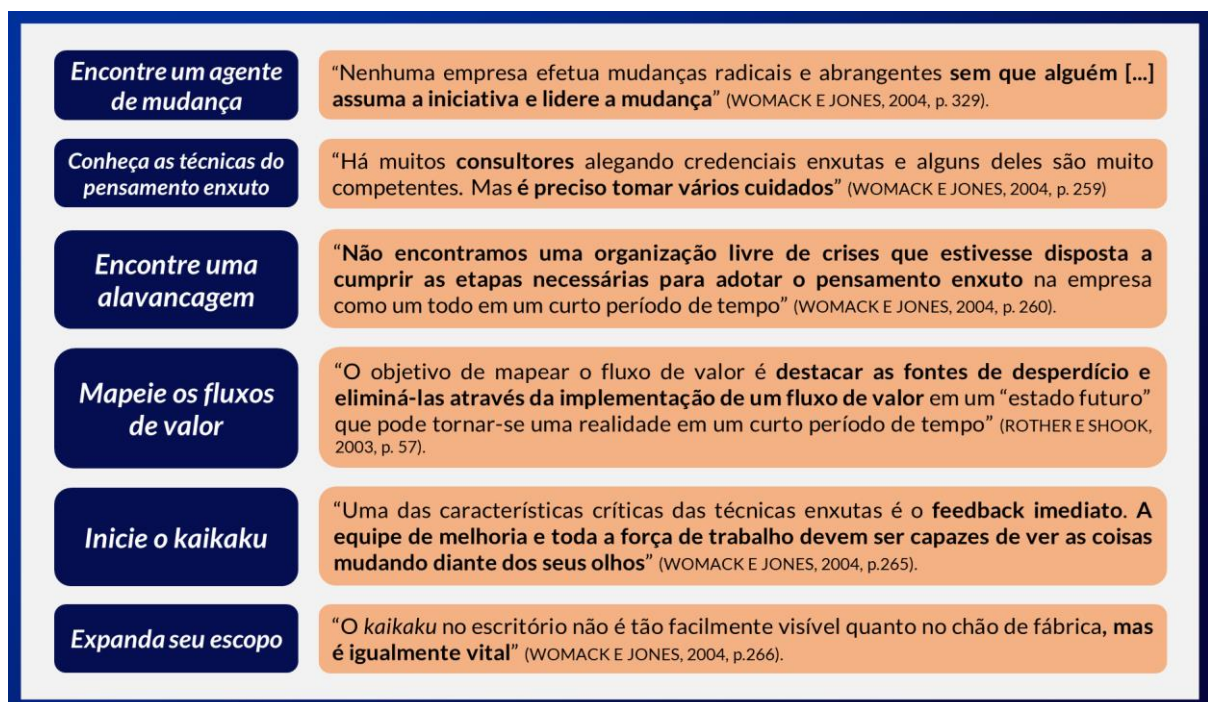 Encontre um agente
de mudança
“Nenhuma empresa efetua mudanças radicais e abrangentes sem que alguém [...]
assuma a iniciativa e lidere a mudança” (WOMACK E JONES, 2004, p. 329).
Conheça as técnicas do
pensamento enxuto
“Há muitos consultores alegando credenciais enxutas e alguns deles são muito
competentes. Mas é preciso tomar vários cuidados” (WOMACK E JONES, 2004, p. 259)
Encontre uma
alavancagem
“Não encontramos uma organização livre de crises que estivesse disposta a
cumprir as etapas necessárias para adotar o pensamento enxuto na empresa
como um todo em um curto período de tempo” (WOMACK E JONES, 2004, p. 260).
Mapeie os fluxos
de valor
“O objetivo de mapear o fluxo de valor é destacar as fontes de desperdício e
eliminá-las através da implementação de um fluxo de valor em um “estado futuro”
que pode tornar-se uma realidade em um curto período de tempo” (ROTHER E SHOOK,
2003, p. 57).
Inicie o kaikaku
“Uma das características críticas das técnicas enxutas é o feedback imediato. A
equipe de melhoria e toda a força de trabalho devem ser capazes de ver as coisas
mudando diante dos seus olhos” (WOMACK E JONES, 2004, p.265).
Expanda seu escopo
“O kaikaku no escritório não é tão facilmente visível quanto no chão de fábrica, mas
é igualmente vital” (WOMACK E JONES, 2004, p.266).